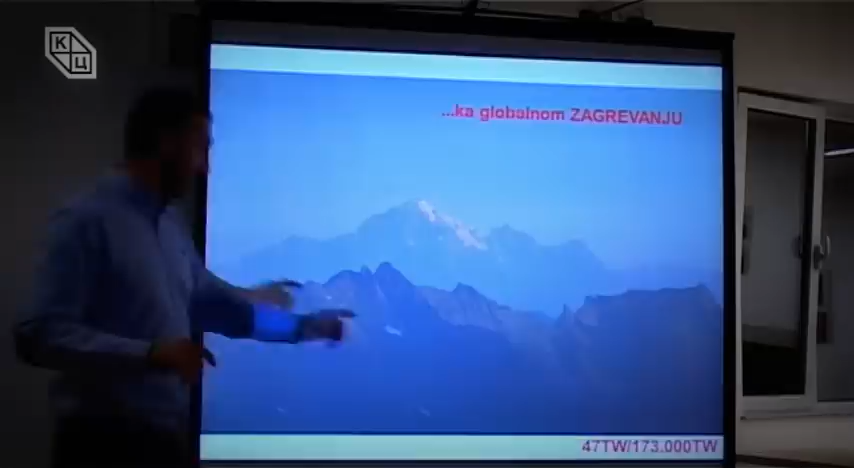 К
Ц
...ka globalnom ZAGREVANJU
47TW/173.000TW